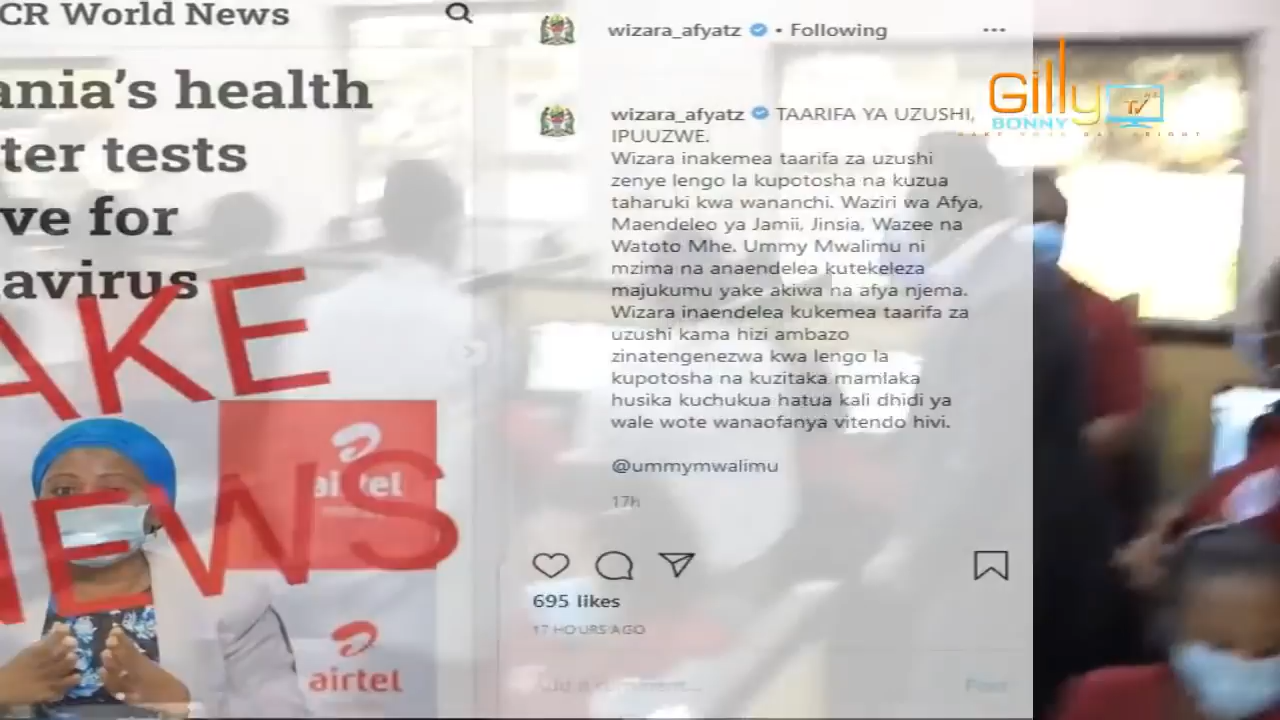 CR World News
ania's health
ter tests
ve for
avirus
AKE
NEWS
airtel
airtel
wizara_afyatz • Following
wizara_afyatz TAARIFA YA UZUSHI,
IPUUZWE.
Wizara inakemea taarifa za uzushi
zenye lengo la kupotosha na kuzua
taharuki kwa wananchi. Waziri wa Afya,
Maendeleo ya Jamii, Jinsia, Wazee na
Watoto Mhe. Ummy Mwalimu ni
mzima na anaendelea kutekeleza
majukumu yake akiwa na afya njema.
Wizara inaendelea kukemea taarifa za
uzushi kama hizi ambazo
zinatengenezwa kwa lengo la
kupotosha na kuzitaka mamlaka
husika kuchukua hatua kali dhidi ya
wale wote wanaofanya vitendo hivi.
@ummymwalimu
17h
695 likes
17 HOURS AGO
Add a comment...
Post
Gilly
BONNY
TV